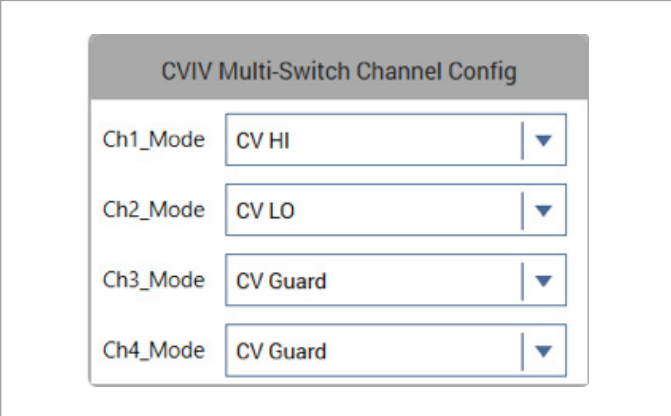 CVIV Multi-Switch Channel Config
Ch1_Mode CV HI
Ch2_Mode CV LO
Ch3_Mode CV Guard
Ch4_Mode CV Guard